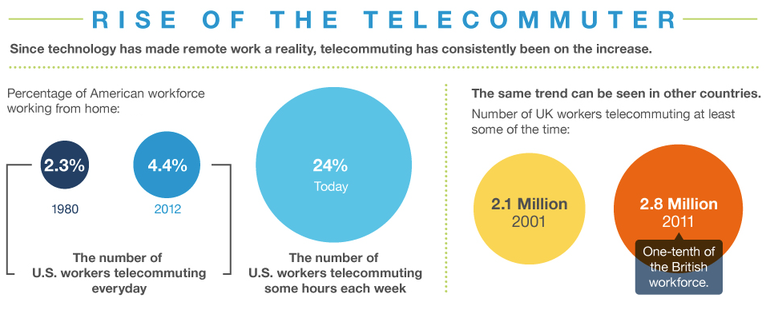 RISE OF THE TELECOMMUTER
Since technology has made remote work a reality, telecommuting has consistently been on the increase.
Percentage of American workforce
working from home:
2.3%
1980
4.4%
2012
The number of
U.S. workers telecommuting
everyday
24%
Today
The number of
U.S. workers telecommuting
some hours each week
The same trend can be seen in other countries.
Number of UK workers telecommuting at least
some of the time:
2.1 Million
2001
2.8 Million
2011
One-tenth of
the British
workforce.